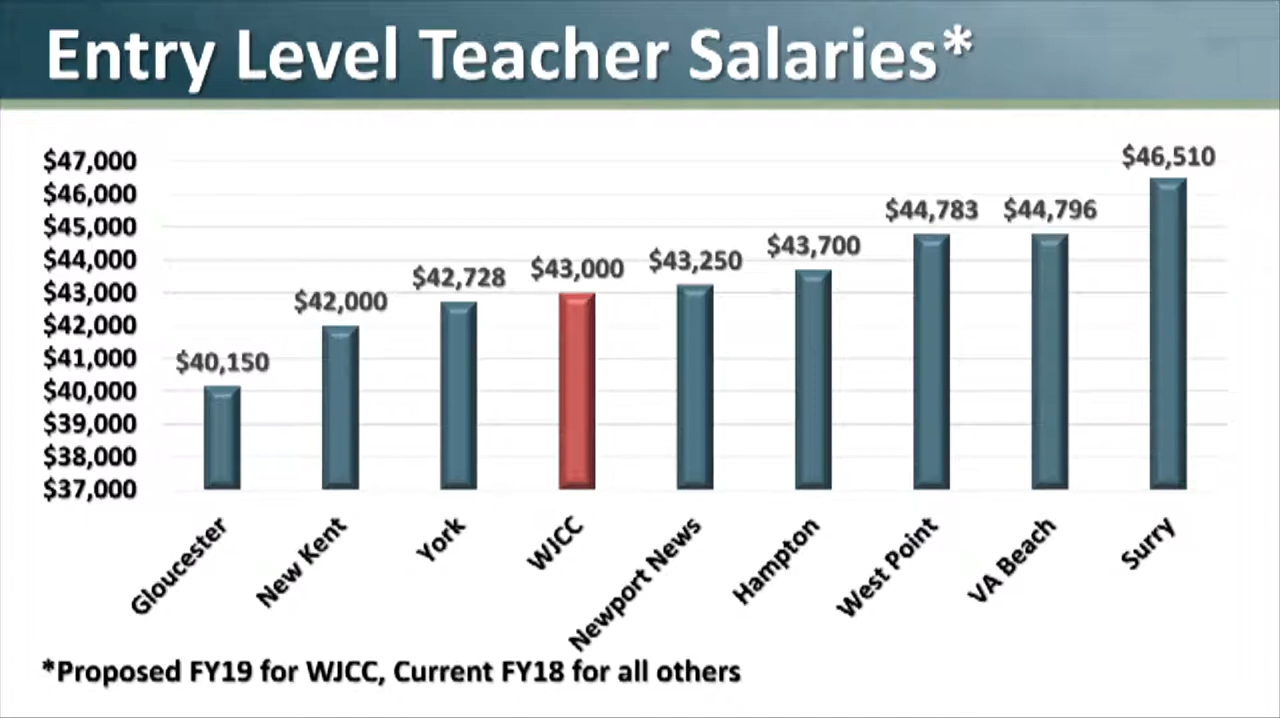 Entry Level Teacher Salaries*
$47,000
$46,000
$45,000
$44,000
$43,000
$42,000
$41,000
$40,000
$39,000
$38,000
$37,000
$40,150
$42,000
$42,728
$43,000
$43,250
$43,700
$44,783
$44,796
$46,510
Gloucester
New Kent
York
WJCC
Newport News
Hampton
West Point
VA Beach
Surry
*Proposed FY19 for WJCC, Current FY18 for all others